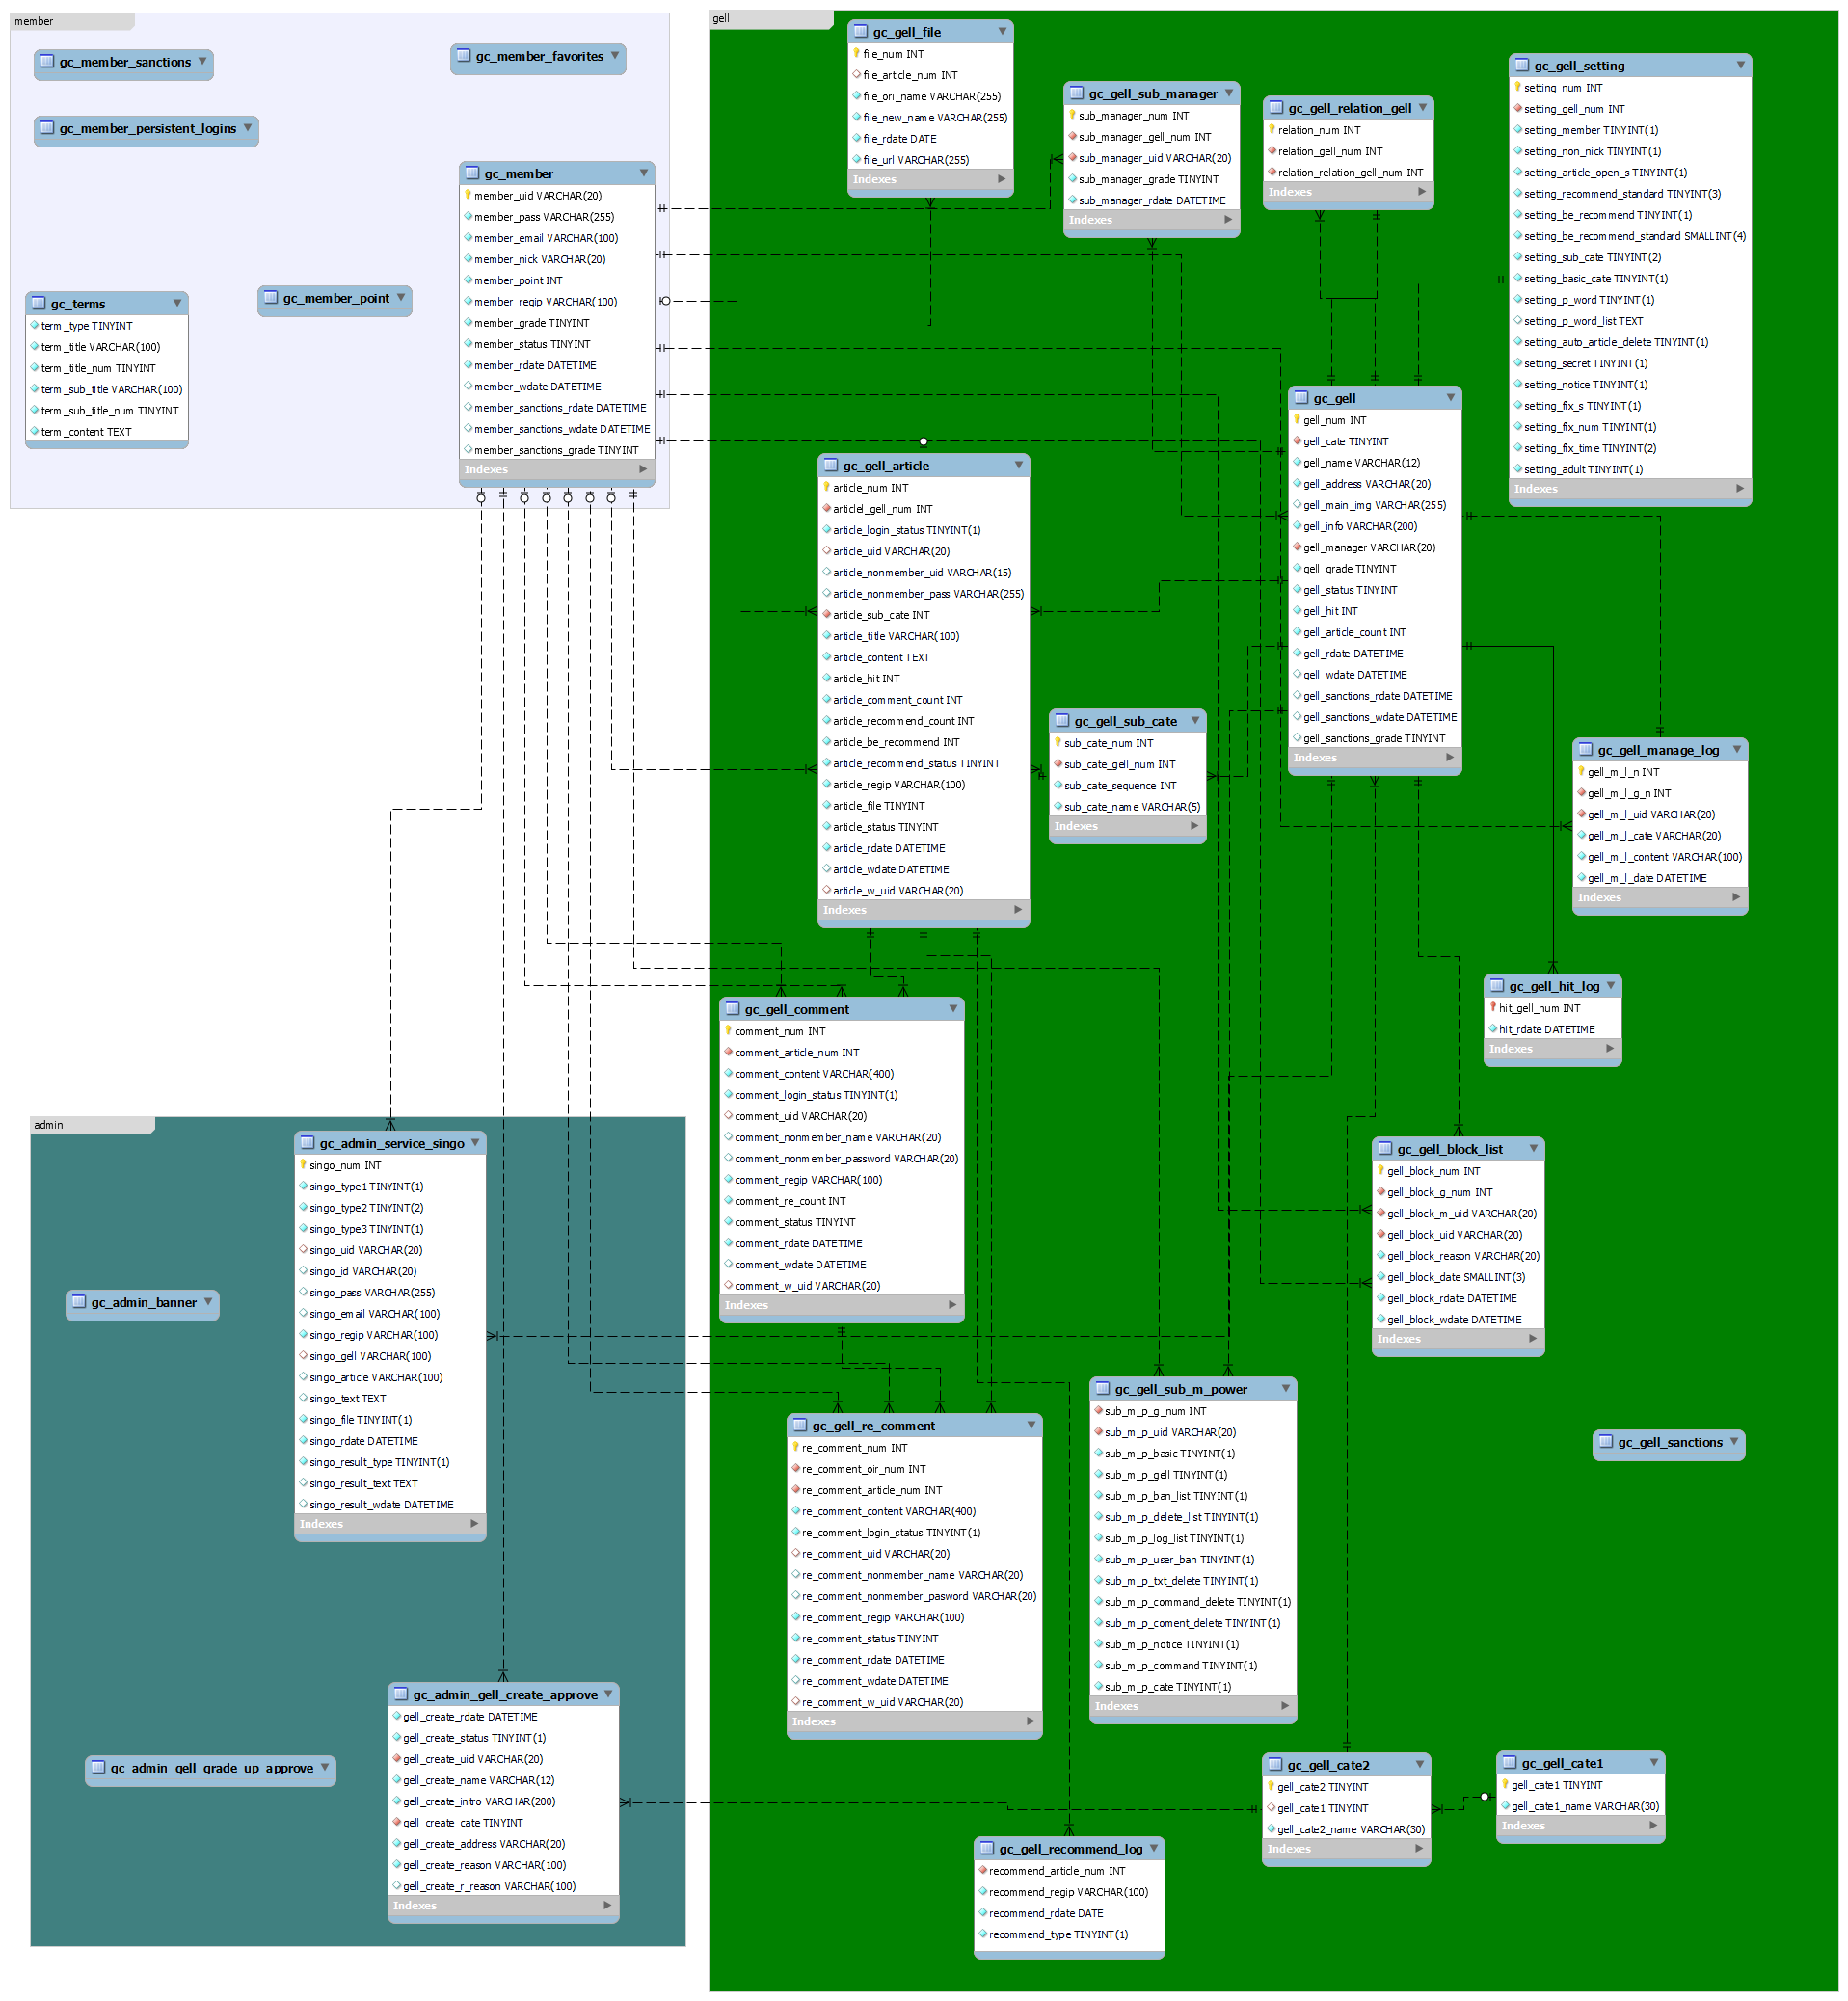 member
gc_member_sanctions
gc_member_favorites
gc_member_persistent_logins
gc_member
member_uid VARCHAR(20)
member_pass VARCHAR(255)
member_email VARCHAR(100)
member_nick VARCHAR(20)
member_point INT
member_regip VARCHAR(100)
member_grade TINYINT
member_status TINYINT
member_rdate DATETIME
member_wdate DATETIME
member_sanctions_rdate DATETIME
member_sanctions_wdate DATETIME
member_sanctions_grade TINYINT
Indexes
gc_terms
term_type TINYINT
term_title VARCHAR(100)
term_title_num TINYINT
term_sub_title VARCHAR(100)
term_sub_title_num TINYINT
term_content TEXT
gc_member_point
gell
gc_gell_file
file_num INT
file_article_num INT
file_ori_name VARCHAR(255)
file_new_name VARCHAR(255)
file_rdate DATE
file_url VARCHAR(255)
Indexes
gc_gell_sub_manager
sub_manager_num INT
sub_manager_gell_num INT
sub_manager_uid VARCHAR(20)
sub_manager_grade TINYINT
sub_manager_rdate DATETIME
Indexes
gc_gell_relation_gell
relation_num INT
relation_gell_num INT
relation_relation_gell_num INT
Indexes
gc_gell_setting
setting_num INT
setting_gell_num INT
setting_member TINYINT(1)
setting_non_nick TINYINT(1)
setting_article_open_s TINYINT(1)
setting_recommend_standard TINYINT(3)
setting_be_recommend TINYINT(1)
setting_be_recommend_standard SMALLINT(4)
setting_sub_cate TINYINT(2)
setting_basic_cate TINYINT(1)
setting_p_word TINYINT(1)
setting_p_word_list TEXT
setting_auto_article_delete TINYINT(1)
setting_secret TINYINT(1)
setting_notice TINYINT(1)
setting_fix_s TINYINT(1)
setting_fix_num TINYINT(1)
setting_fix_time TINYINT(2)
setting_adult TINYINT(1)
Indexes
gc_gell
gell_num INT
gell_cate TINYINT
gell_name VARCHAR(12)
gell_address VARCHAR(20)
gell_main_img VARCHAR(255)
gell_info VARCHAR(200)
gell_manager VARCHAR(20)
gell_grade TINYINT
gell_status TINYINT
gell_hit INT
gell_article_count INT
gell_rdate DATETIME
gell_wdate DATETIME
gell_sanctions_rdate DATETIME
gell_sanctions_wdate DATETIME
gell_sanctions_grade TINYINT
Indexes
gc_gell_article
article_num INT
articlel_gell_num INT
article_login_status TINYINT(1)
article_uid VARCHAR(20)
article_nonmember_uid VARCHAR(15)
article_nonmember_pass VARCHAR(255)
article_sub_cate INT
article_title VARCHAR(100)
article_content TEXT
article_hit INT
article_comment_count INT
article_recommend_count INT
article_be_recommend INT
article_recommend_status TINYINT
article_regip VARCHAR(100)
article_file TINYINT
article_status TINYINT
article_rdate DATETIME
article_wdate DATETIME
article_w_uid VARCHAR(20)
Indexes
gc_gell_sub_cate
sub_cate_num INT
sub_cate_gell_num INT
sub_cate_sequence INT
sub_cate_name VARCHAR(5)
Indexes
gc_gell_manage_log
gell_m_l_n INT
gell_m_l_g_n INT
gell_m_l_uid VARCHAR(20)
gell_m_l_cate VARCHAR(20)
gell_m_l_content VARCHAR(100)
gell_m_l_date DATETIME
Indexes
gc_gell_hit_log
hit_gell_num INT
hit_rdate DATETIME
Indexes
gc_gell_comment
comment_num INT
comment_article_num INT
comment_content VARCHAR(400)
comment_login_status TINYINT(1)
comment_uid VARCHAR(20)
comment_nonmember_name VARCHAR(20)
comment_nonmember_password VARCHAR(20)
comment_regip VARCHAR(100)
comment_re_count INT
comment_status TINYINT
comment_rdate DATETIME
comment_wdate DATETIME
comment_w_uid VARCHAR(20)
Indexes
gc_gell_block_list
gell_block_num INT
gell_block_g_num INT
gell_block_m_uid VARCHAR(20)
gell_block_uid VARCHAR(20)
gell_block_reason VARCHAR(20)
gell_block_date SMALLINT(3)
gell_block_rdate DATETIME
gell_block_wdate DATETIME
Indexes
admin
gc_admin_service_singo
singo_num INT
singo_type1 TINYINT(1)
singo_type2 TINYINT(2)
singo_type3 TINYINT(1)
singo_uid VARCHAR(20)
singo_id VARCHAR(20)
singo_pass VARCHAR(255)
singo_email VARCHAR(100)
singo_regip VARCHAR(100)
singo_gell VARCHAR(100)
singo_article VARCHAR(100)
singo_text TEXT
singo_file TINYINT(1)
singo_rdate DATETIME
singo_result_type TINYINT(1)
singo_result_text TEXT
singo_result_wdate DATETIME
Indexes
gc_admin_banner
gc_gell_re_comment
re_comment_num INT
re_comment_oir_num INT
re_comment_article_num INT
re_comment_content VARCHAR(400)
re_comment_login_status TINYINT(1)
re_comment_uid VARCHAR(20)
re_comment_nonmember_name VARCHAR(20)
re_comment_nonmember_pasword VARCHAR(20)
re_comment_regip VARCHAR(100)
re_comment_status TINYINT
re_comment_rdate DATETIME
re_comment_wdate DATETIME
re_comment_w_uid VARCHAR(20)
Indexes
gc_gell_sub_m_power
sub_m_p_g_num INT
sub_m_p_uid VARCHAR(20)
sub_m_p_basic TINYINT(1)
sub_m_p_gell TINYINT(1)
sub_m_p_ban_list TINYINT(1)
sub_m_p_delete_list TINYINT(1)
sub_m_p_log_list TINYINT(1)
sub_m_p_user_ban TINYINT(1)
sub_m_p_txt_delete TINYINT(1)
sub_m_p_command_delete TINYINT(1)
sub_m_p_coment_delete TINYINT(1)
sub_m_p_notice TINYINT(1)
sub_m_p_command TINYINT(1)
sub_m_p_cate TINYINT(1)
Indexes
gc_gell_sanctions
gc_admin_gell_create_approve
gell_create_rdate DATETIME
gell_create_status TINYINT(1)
gell_create_uid VARCHAR(20)
gell_create_name VARCHAR(12)
gell_create_intro VARCHAR(200)
gell_create_cate TINYINT
gell_create_address VARCHAR(20)
gell_create_reason VARCHAR(100)
gell_create_r_reason VARCHAR(100)
Indexes
gc_admin_gell_grade_up_approve
gc_gell_cate2
gell_cate2 TINYINT
gell_cate1 TINYINT
gell_cate2_name VARCHAR(30)
Indexes
gc_gell_cate1
gell_cate1 TINYINT
gell_cate1_name VARCHAR(30)
Indexes
gc_gell_recommend_log
recommend_article_num INT
recommend_regip VARCHAR(100)
recommend_rdate DATE
recommend_type TINYINT(1)